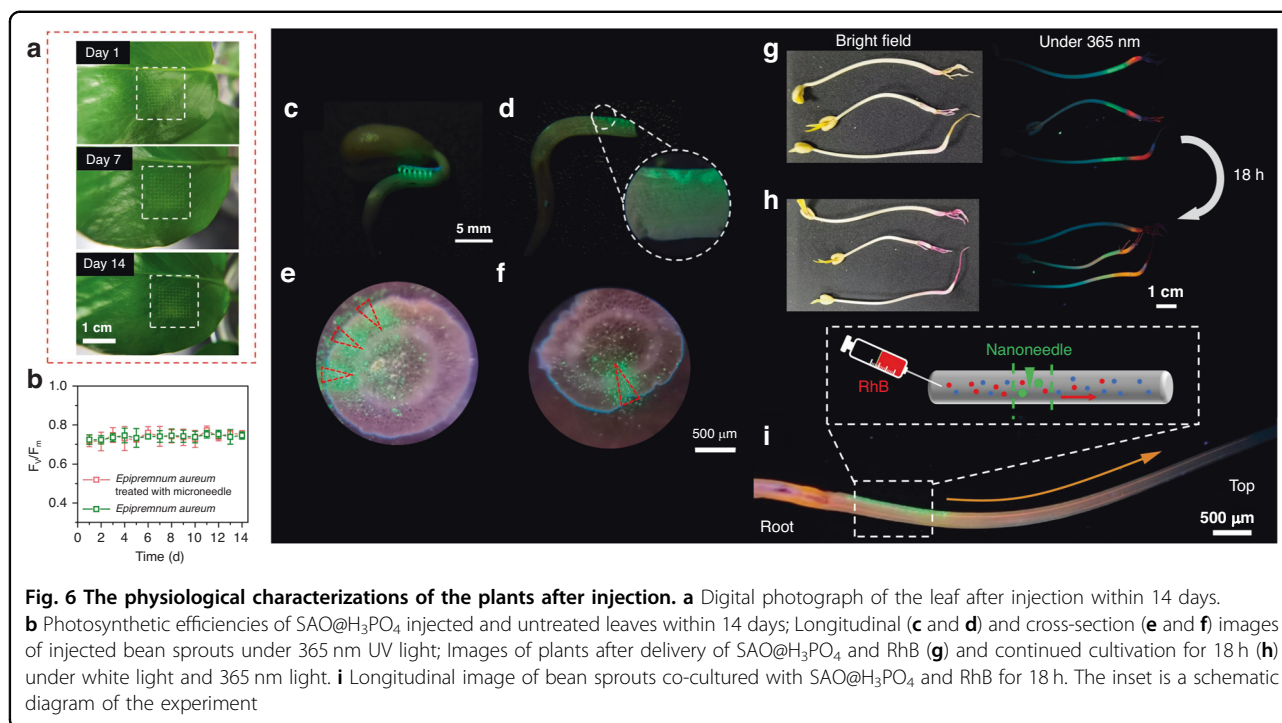 a
Day 1
Day 7
Day 14
1 cm
b
1.0
0.8
0.6
0.4
Fv/Fm
Epipremnum aureum
treated with microneedle
Epipremnum aureum
0 2 4 6 8 10 12 14
Time (d)
c
d
5 mm
e
f
500 μm
g
Bright field
Under 365 nm
18 h
h
1 cm
RhB
Nanoneedle
i
Root
Top
500 μm
Fig. 6 The physiological characterizations of the plants after injection. a Digital photograph of the leaf after injection within 14 days.
b Photosynthetic efficiencies of SAO@H₃PO₄ injected and untreated leaves within 14 days; Longitudinal (c and d) and cross-section (e and f) images
of injected bean sprouts under 365 nm UV light; Images of plants after delivery of SAO@H₃PO₄ and RhB (g) and continued cultivation for 18 h (h)
under white light and 365 nm light. i Longitudinal image of bean sprouts co-cultured with SAO@H₃PO₄ and RhB for 18 h. The inset is a schematic
diagram of the experiment